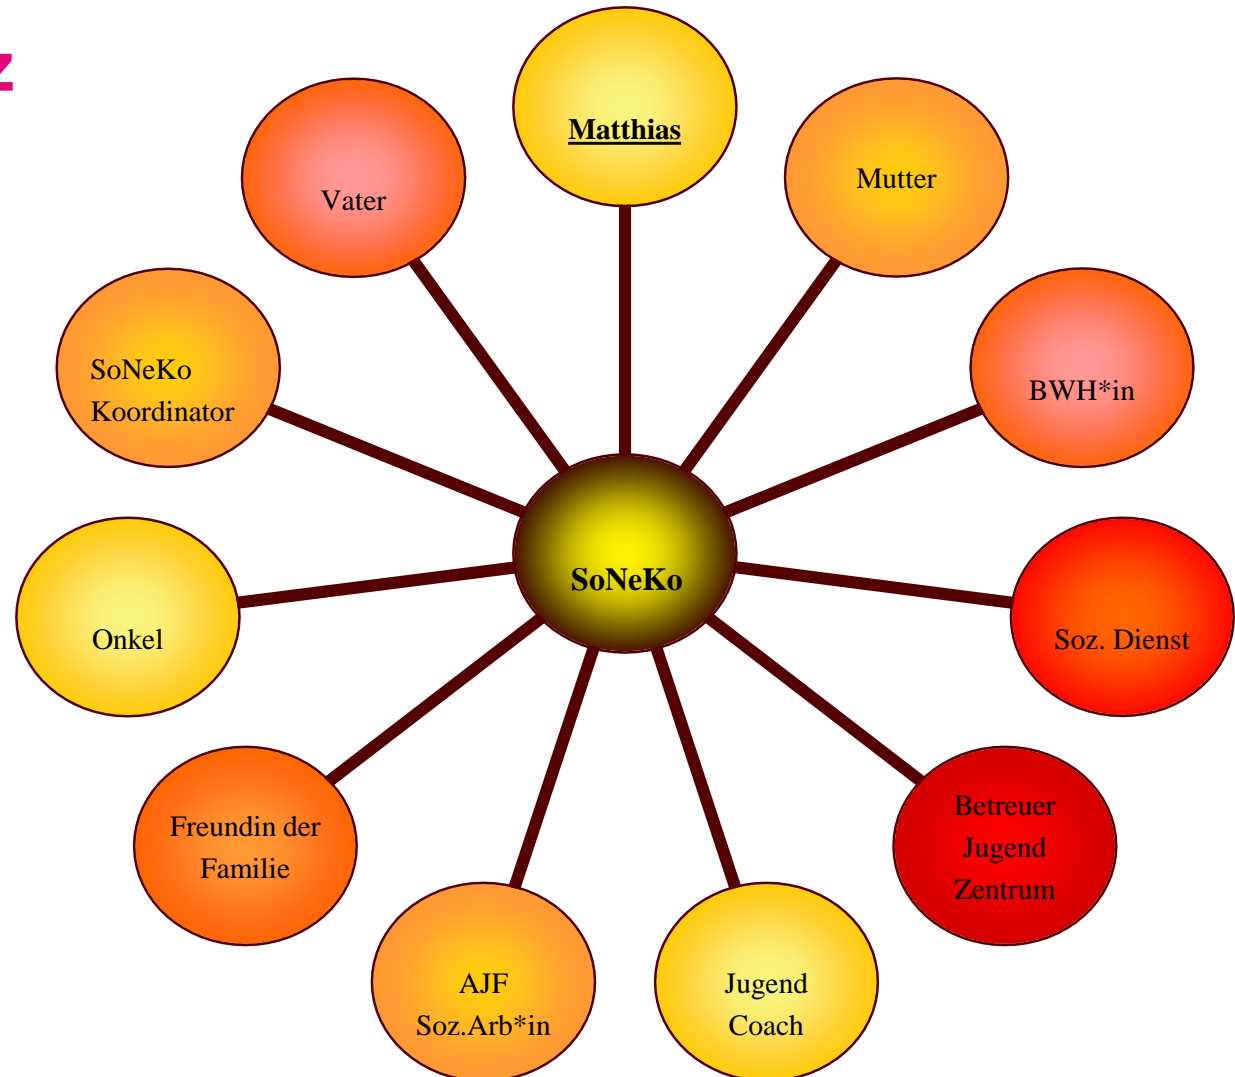 z
Matthias
Mutter
Vater
BWH*in
SoNeKo
Koordinator
SoNeKo
Onkel
Soz. Dienst
Freundin der
Familie
Betreuer
Jugend
Zentrum
AJF
Soz.Arb*in
Jugend
Coach